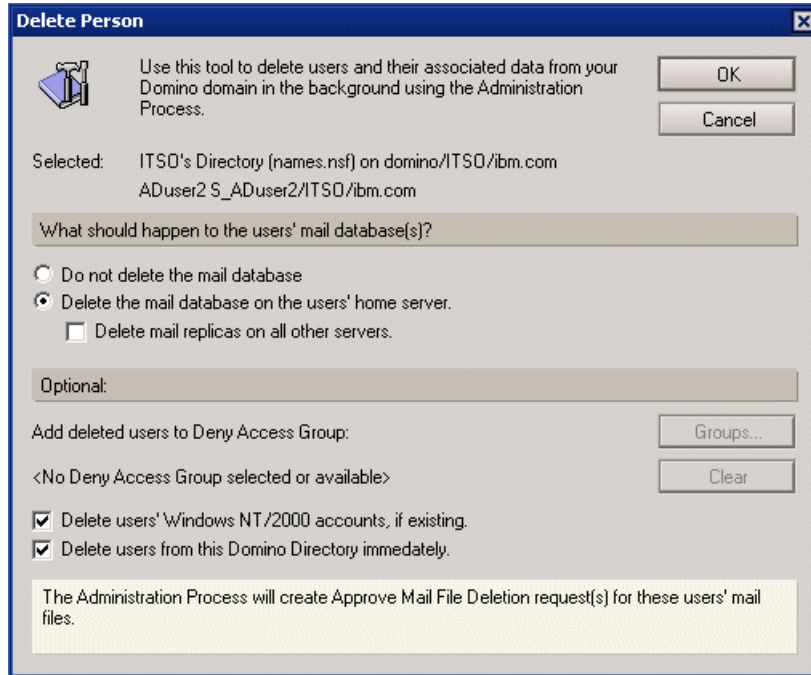 Delete Person
Use this tool to delete users and their associated data from your
Domino domain in the background using the Administration
Process.
OK
Cancel
Selected: ITSO's Directory (names.nsf) on domino/ITSO/ibm.com
ADuser2 S_ADuser2/ITSO/ibm.com
What should happen to the users' mail database(s)?
Do not delete the mail database
Delete the mail database on the users' home server.
Delete mail replicas on all other servers.
Optional:
Add deleted users to Deny Access Group:
Groups...
<No Deny Access Group selected or available>
Clear
Delete users' Windows NT/2000 accounts, if existing.
Delete users from this Domino Directory immedately.
The Administration Process will create Approve Mail File Deletion request(s) for these users' mail
files.